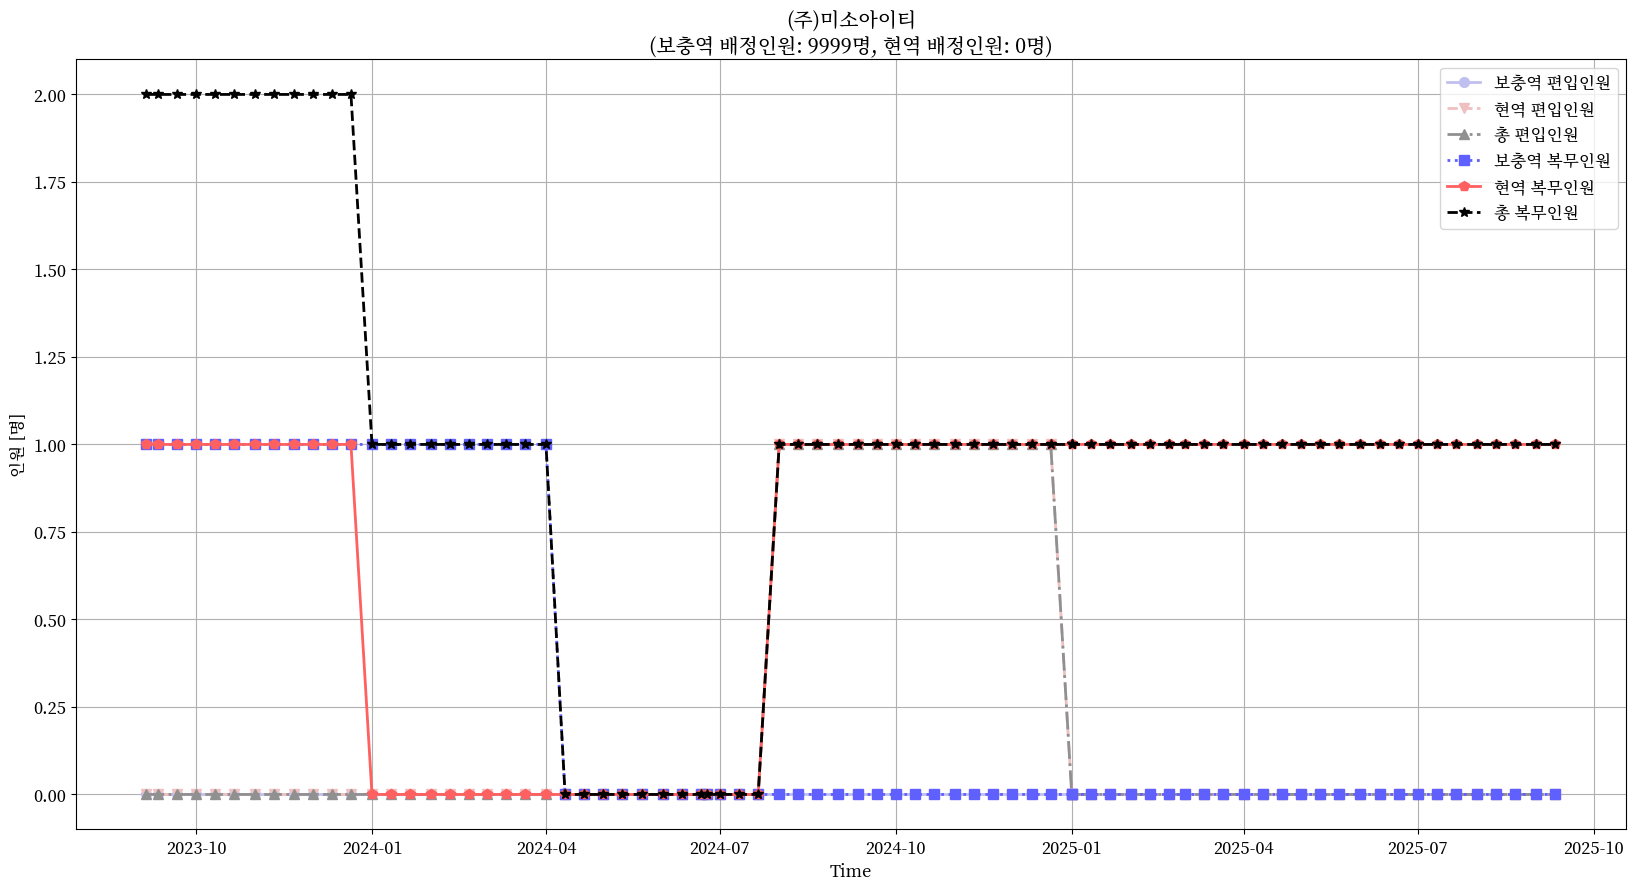 (주)미소아이티
(보충역 배정인원: 9999명, 현역 배정인원: 0명)
보충역 편입인원
현역 편입인원
총 편입인원
보충역 복무인원
현역 복무인원
총 복무인원
2.00
1.75
1.50
1.25
1.00
0.75
0.50
0.25
0.00
인원 [명]
2023-10
2024-01
2024-04
2024-07
2024-10
2025-01
2025-04
2025-07
2025-10
Time